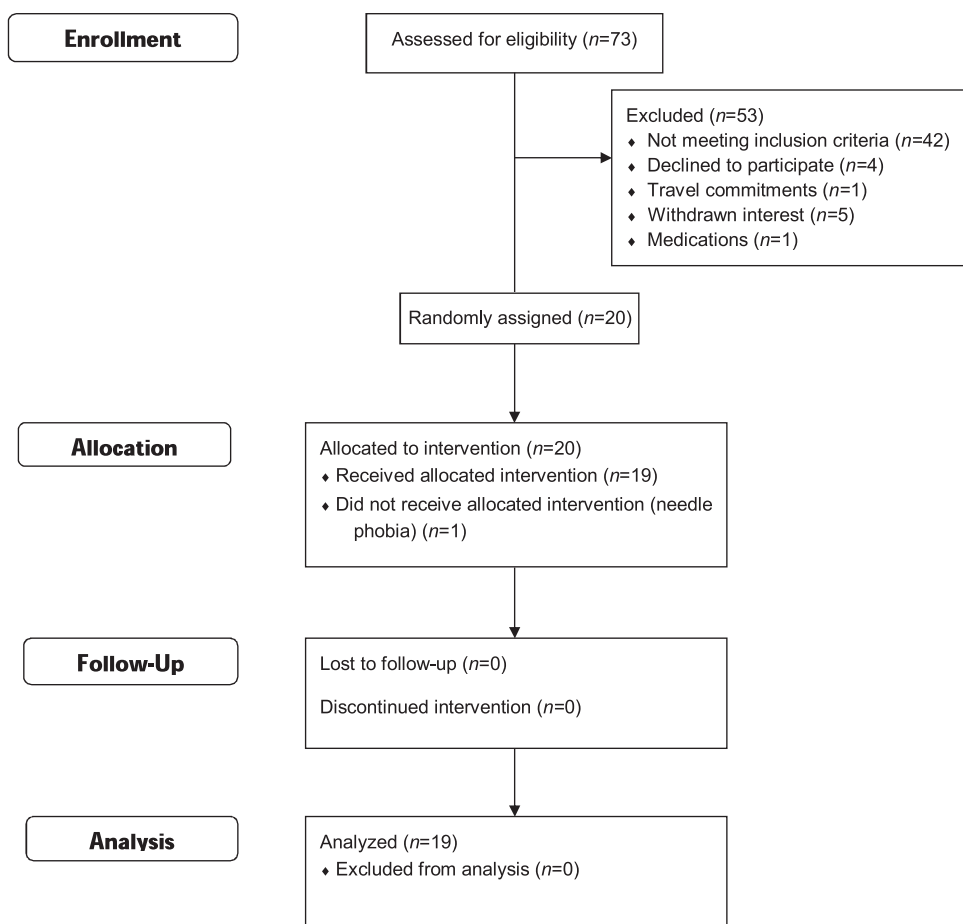 Enrollment
Assessed for eligibility (n=73)
Excluded (n=53)
♦ Not meeting inclusion criteria (n=42)
♦ Declined to participate (n=4)
♦ Travel commitments (n=1)
♦ Withdrawn interest (n=5)
♦ Medications (n=1)
Randomly assigned (n=20)
Allocation
Allocated to intervention (n=20)
♦ Received allocated intervention (n=19)
♦ Did not receive allocated intervention (needle
phobia) (n=1)
Follow-Up
Lost to follow-up (n=0)
Discontinued intervention (n=0)
Analysis
Analyzed (n=19)
♦ Excluded from analysis (n=0)